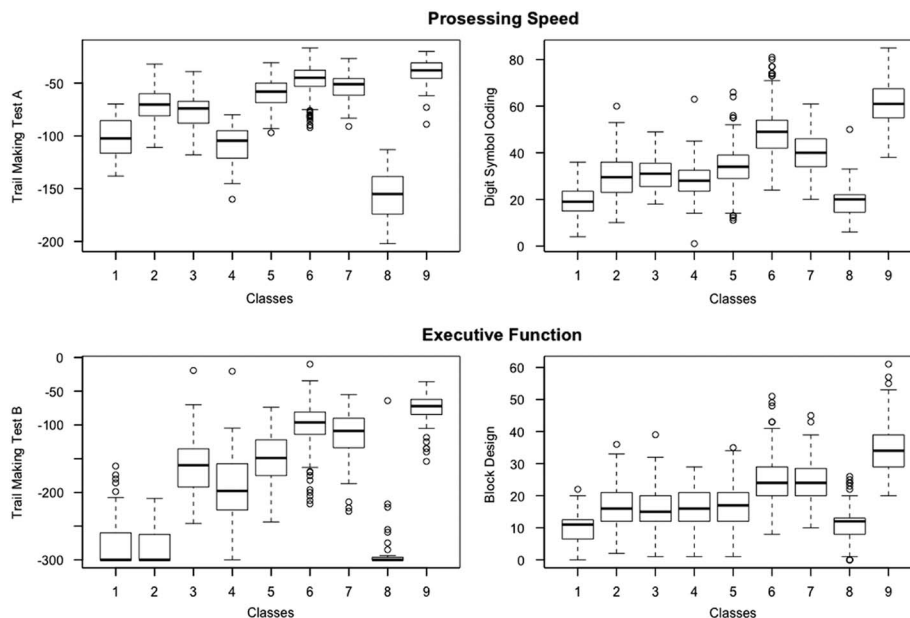 Prosessing Speed
Trail Making Test A
-50
-100
-150
-200
1 2 3 4 5 6 7 8 9
Classes
Digit Symbol Coding
80
60
40
20
0
1 2 3 4 5 6 7 8 9
Classes
Executive Function
Trail Making Test B
0
-50
-100
-200
-300
1 2 3 4 5 6 7 8 9
Classes
Block Design
60
50
40
30
20
10
0
1 2 3 4 5 6 7 8 9
Classes